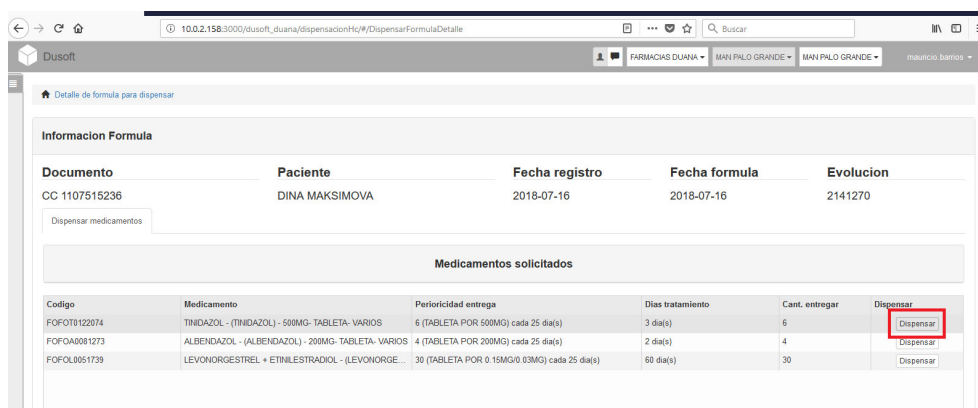 10.0.2.158:3000/dusoft_duana/dispensacionHc/#/DispensarFormulaDetalle
Buscar
Dusoft
FARMACIAS DUANA
MAN PALO GRANDE
MAN PALO GRANDE
mauricio.barrios
Detalle de formula para dispensar
Informacion Formula
Documento Paciente Fecha registro Fecha formula Evolucion
CC 1107515236 DINA MAKSIMOVA 2018-07-16 2018-07-16 2141270
Dispensar medicamentos
Medicamentos solicitados
Codigo Medicamento Perioricidad entrega Dias tratamiento Cant. entregar Dispensar
FOFOT0122074 TINIDAZOL - (TINIDAZOL) - 500MG- TABLETA- VARIOS 6 (TABLETA POR 500MG) cada 25 dia(s) 3 dia(s) 6 Dispensar
FOFOA0081273 ALBENDAZOL - (ALBENDAZOL) - 200MG- TABLETA- VARIOS 4 (TABLETA POR 200MG) cada 25 dia(s) 2 dia(s) 4 Dispensar
FOFOL0051739 LEVONORGESTREL + ETINILESTRADIOL - (LEVONORGE... 30 (TABLETA POR 0.15MG/0.03MG) cada 25 dia(s) 60 dia(s) 30 Dispensar